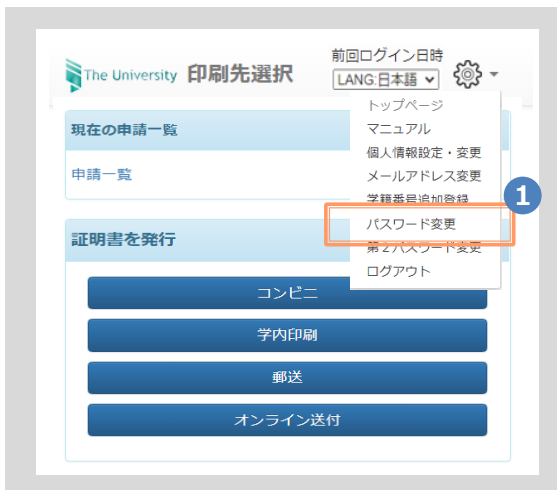 前回ログイン日時
The University 印刷先選択
LANG:日本語
トップページ
現在の申請一覧
マニュアル
個人情報設定・変更
申請一覧
メールアドレス変更
学籍番号追加登録
1
パスワード変更
証明書を発行
第２パスワード変更
ログアウト
コンビニ
学内印刷
郵送
オンライン送付